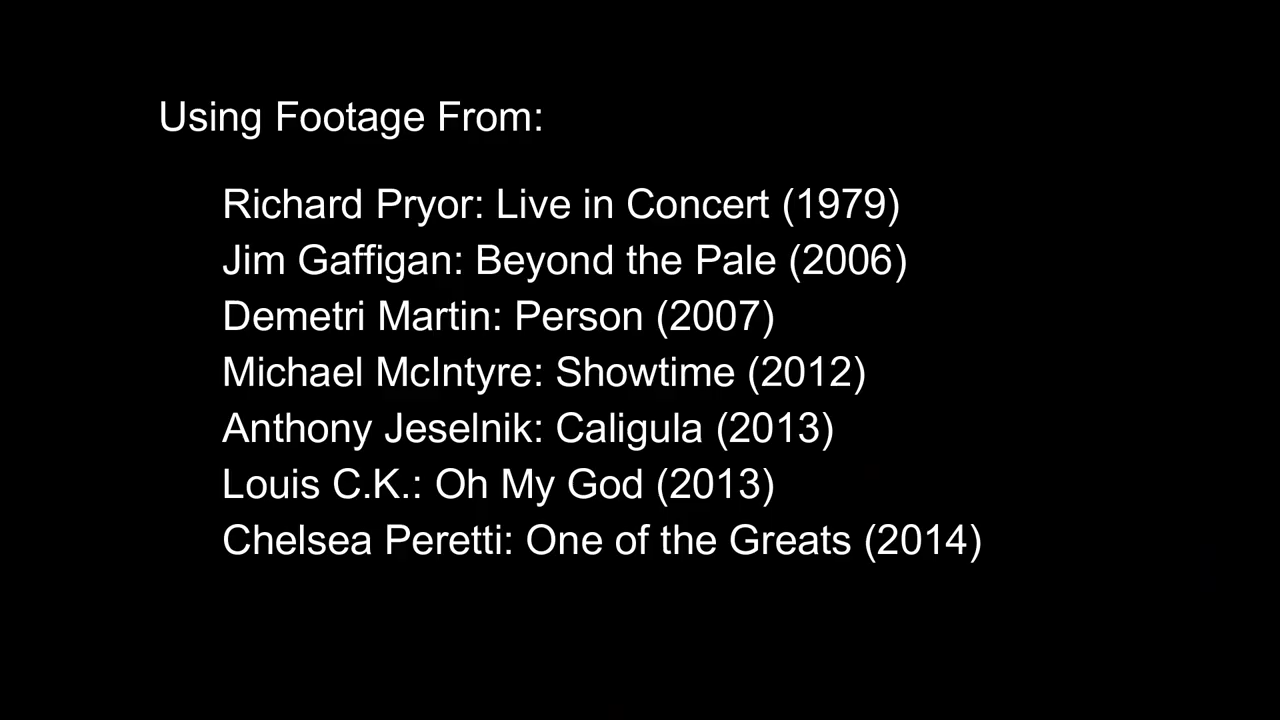 Using Footage From:
Richard Pryor: Live in Concert (1979)
Jim Gaffigan: Beyond the Pale (2006)
Demetri Martin: Person (2007)
Michael McIntyre: Showtime (2012)
Anthony Jeselnik: Caligula (2013)
Louis C.K.: Oh My God (2013)
Chelsea Peretti: One of the Greats (2014)